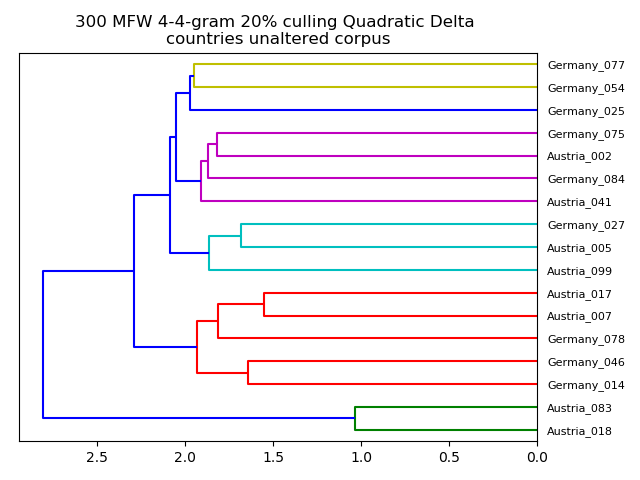 300 MFW 4-4-gram 20% culling Quadratic Delta
countries unaltered corpus
Germany_077
Germany_054
Germany_025
Germany_075
Austria_002
Germany_084
Austria_041
Germany_027
Austria_005
Austria_099
Austria_017
Austria_007
Germany_078
Germany_046
Germany_014
Austria_083
Austria_018
2.5 2.0 1.5 1.0 0.5 0.0